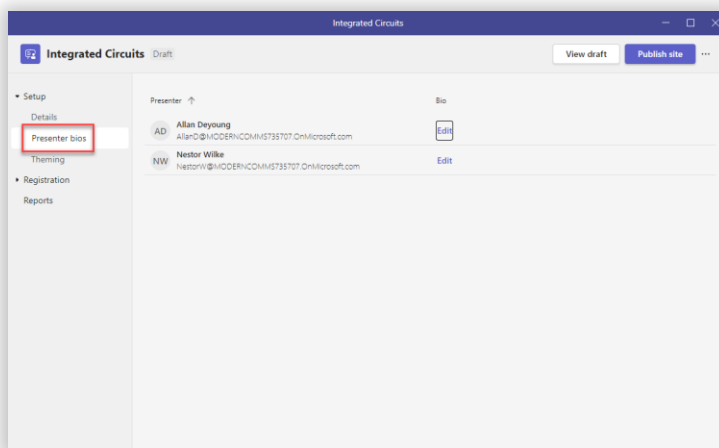 Integrated Circuits
Integrated Circuits Draft
View draft
Publish site
Setup
Details
Presenter bios
Theming
Registration
Reports
Presenter
Bio
AD
Allan Deyoung
AllanD@MODERNCOMMS735707.OnMicrosoft.com
Edit
NW
Nestor Wilke
NestorW@MODERNCOMMS735707.OnMicrosoft.com
Edit